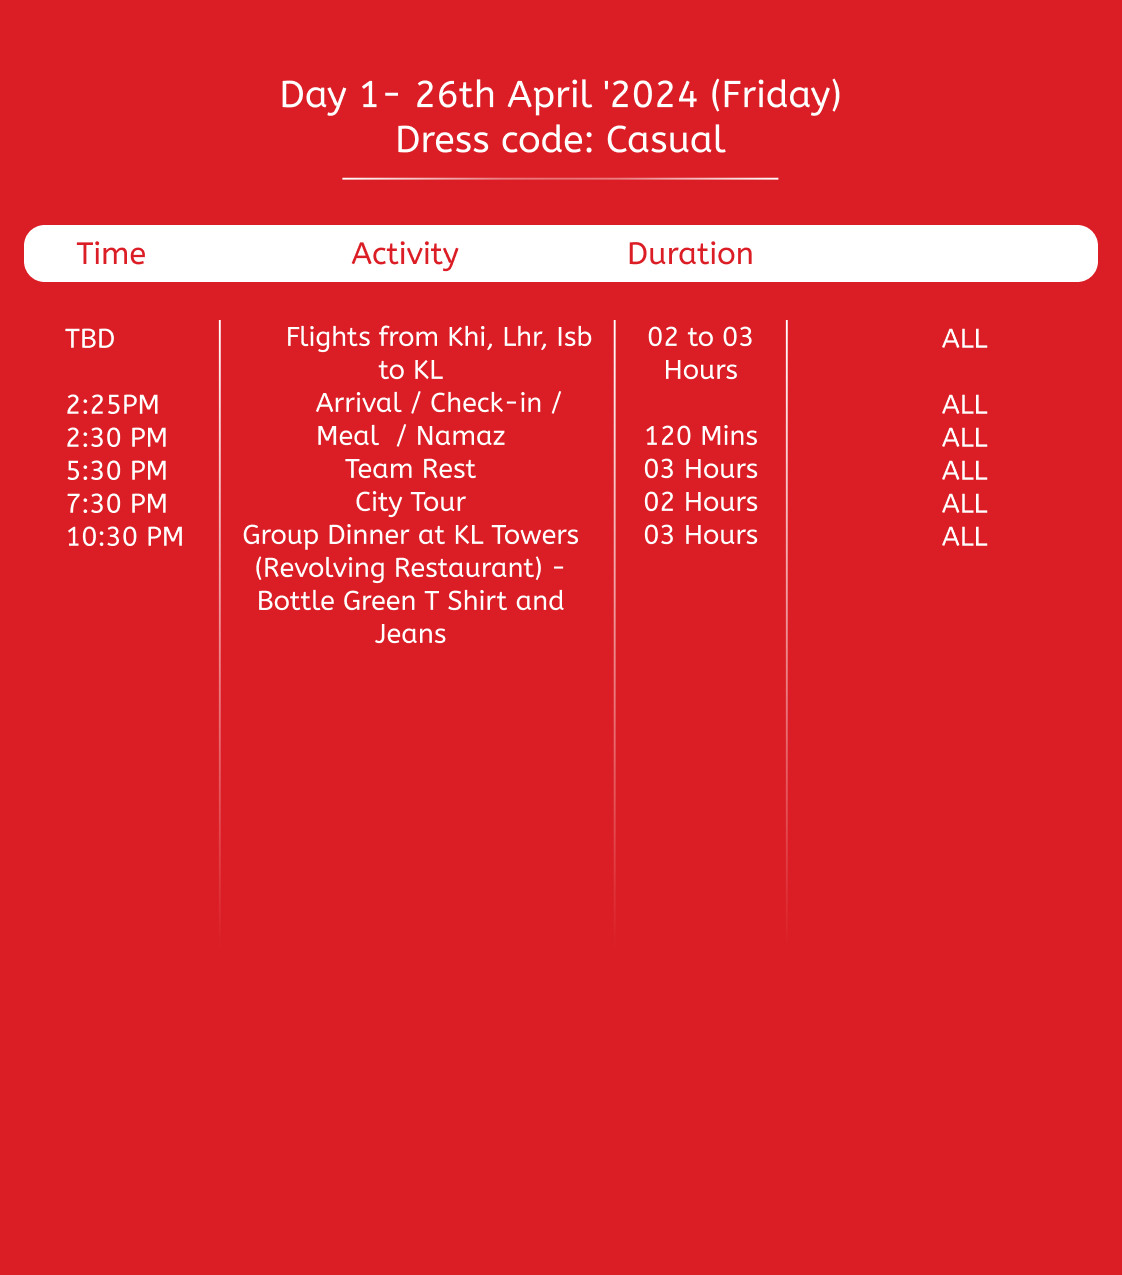 Day 1- 26th April '2024 (Friday)
Dress code: Casual
Time Activity Duration
TBD Flights from Khi, Lhr, Isb 02 to 03 ALL
to KL Hours
2:25PM Arrival / Check-in / ALL
2:30 PM Meal / Namaz 120 Mins ALL
5:30 PM Team Rest 03 Hours ALL
7:30 PM City Tour 02 Hours ALL
10:30 PM Group Dinner at KL Towers 03 Hours ALL
(Revolving Restaurant) -
Bottle Green T Shirt and
Jeans